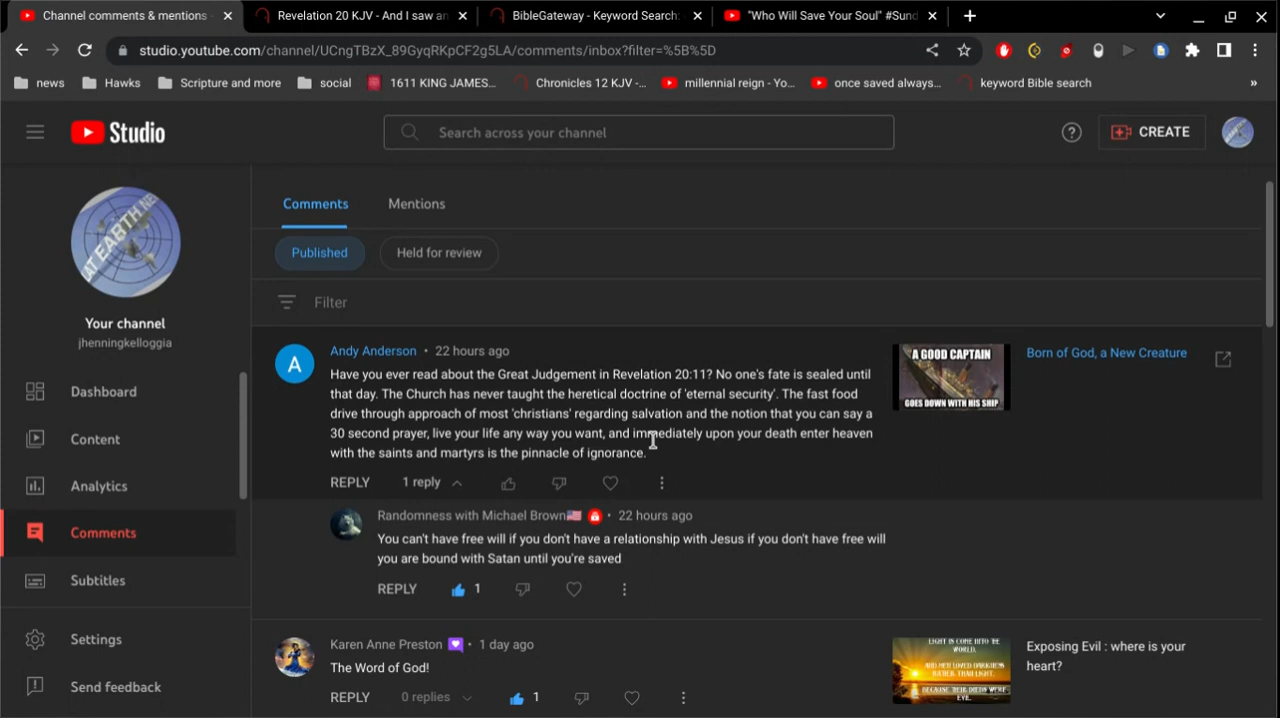 Channel comments & mentions -
Revelation 20 KJV - And I saw an
BibleGateway - Keyword Search:
"Who Will Save Your Soul" #Sund
studio.youtube.com/channel/UCngTBzX_89GyqRKpCF2g5LA/comments/inbox?filter=%5B%5D
news
Hawks
Scripture and more
social
1611 KING JAMES...
Chronicles 12 KJV -...
millennial reign - Yo...
once saved always...
keyword Bible search
»
Studio
Search across your channel
CREATE
Your channel
jhenningkelloggia
Dashboard
Content
Analytics
Comments
Subtitles
Settings
Send feedback
Comments
Mentions
Published
Held for review
Filter
A
Andy Anderson • 22 hours ago
Have you ever read about the Great Judgement in Revelation 20:11? No one's fate is sealed until
that day. The Church has never taught the heretical doctrine of 'eternal security'. The fast food
drive through approach of most 'christians' regarding salvation and the notion that you can say a
30 second prayer, live your life any way you want, and immediately upon your death enter heaven
with the saints and martyrs is the pinnacle of ignorance.
REPLY
1 reply
A GOOD CAPTAIN
GOES DOWN WITH HIS SHIP
Born of God, a New Creature
Randomness with Michael Brown🇺🇸 • 22 hours ago
You can't have free will if you don't have a relationship with Jesus if you don't have free will
you are bound with Satan until you're saved
REPLY
1
Karen Anne Preston • 1 day ago
The Word of God!
REPLY
0 replies
1
LIGHT IS COME INTO THE
WORLD,
AND MEN LOVED DARKNESS
RATHER THAN LIGHT,
BECAUSE THEIR DEEDS WERE
EVIL.
Exposing Evil : where is your
heart?